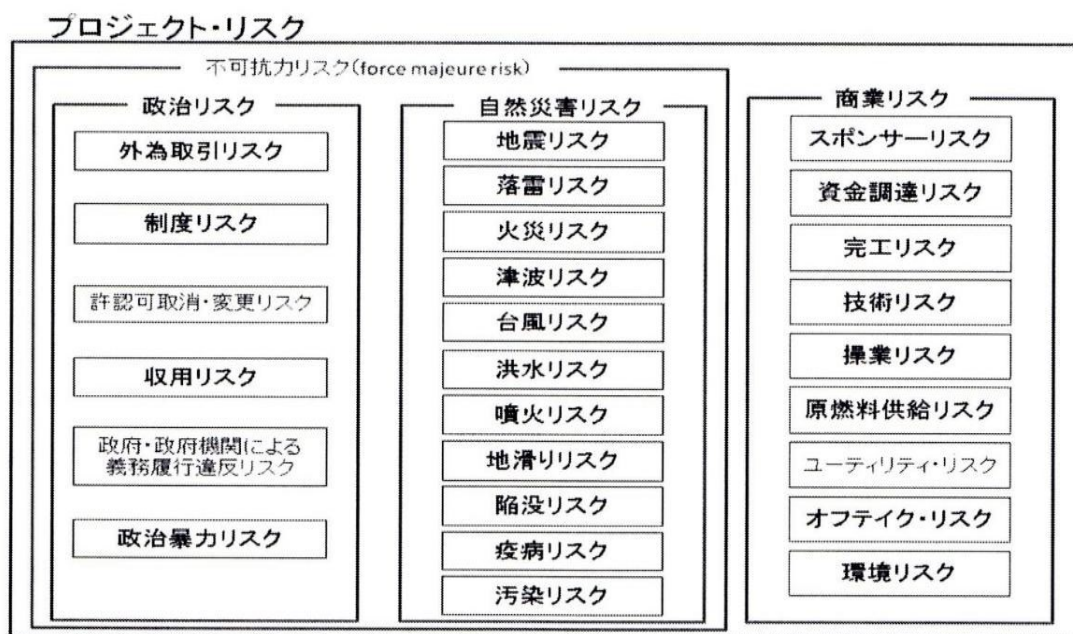 プロジェクト・リスク
不可抗力リスク(force majeure risk)
政治リスク
外為取引リスク
制度リスク
許認可取消・変更リスク
収用リスク
政府・政府機関による
義務履行違反リスク
政治暴力リスク
自然災害リスク
地震リスク
落雷リスク
火災リスク
津波リスク
台風リスク
洪水リスク
噴火リスク
地滑りリスク
陥没リスク
疫病リスク
汚染リスク
商業リスク
スポンサーリスク
資金調達リスク
完工リスク
技術リスク
操業リスク
原燃料供給リスク
ユーティリティ・リスク
オフテイク・リスク
環境リスク